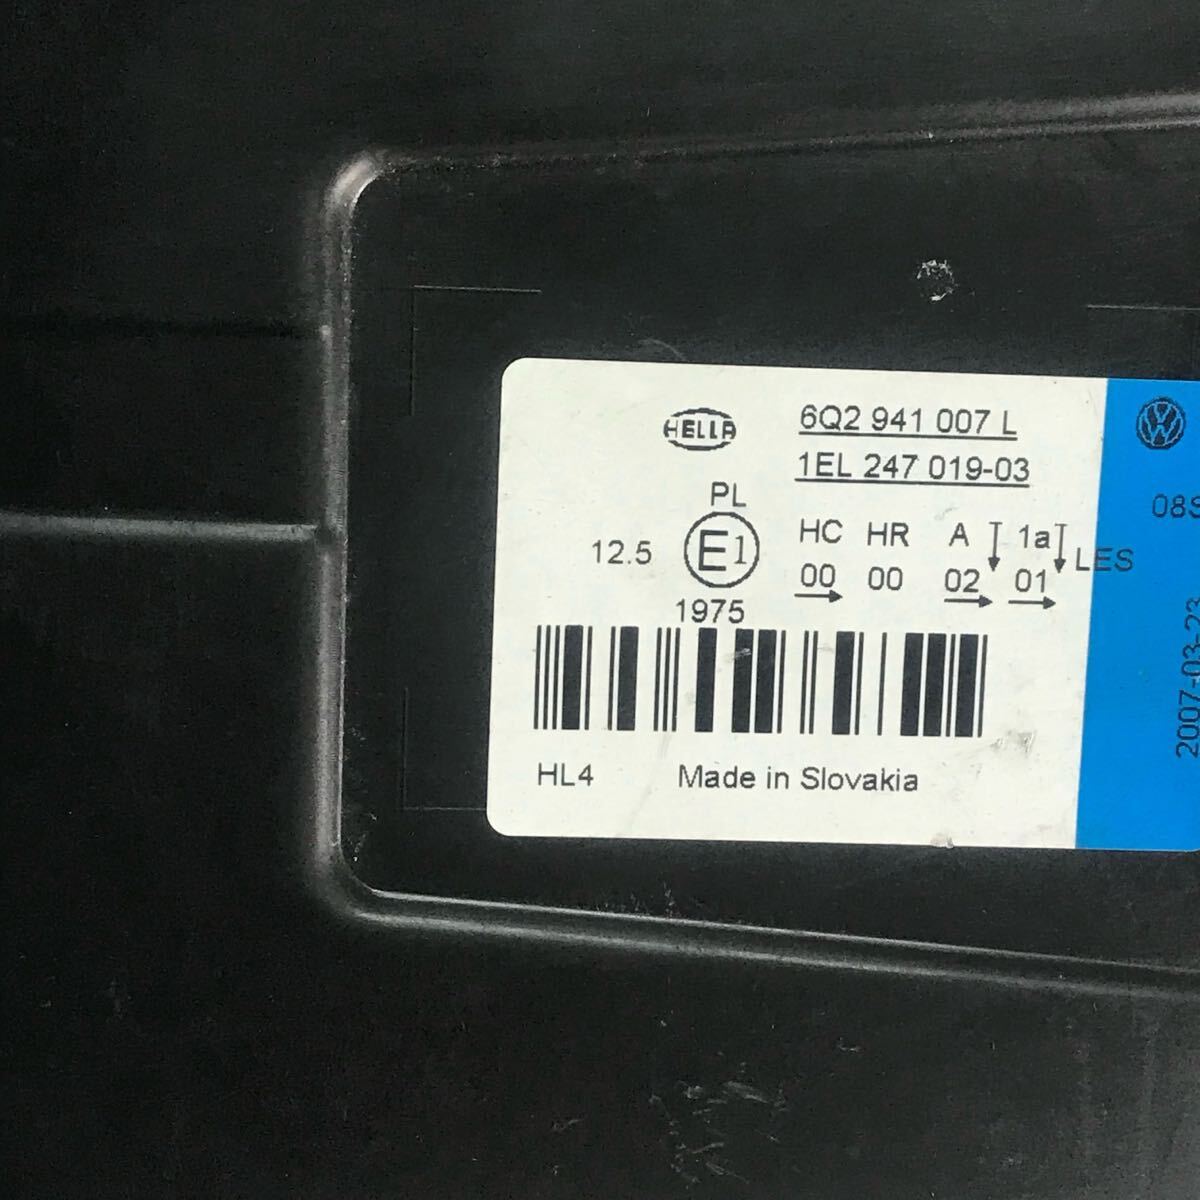 HELLA
6Q2 941 007 L
1EL 247 019-03
PL
12.5 E1 HC HR A 1a LES
00 00 02 01
1975
HL4 Made in Slovakia
VW
2007-03-23